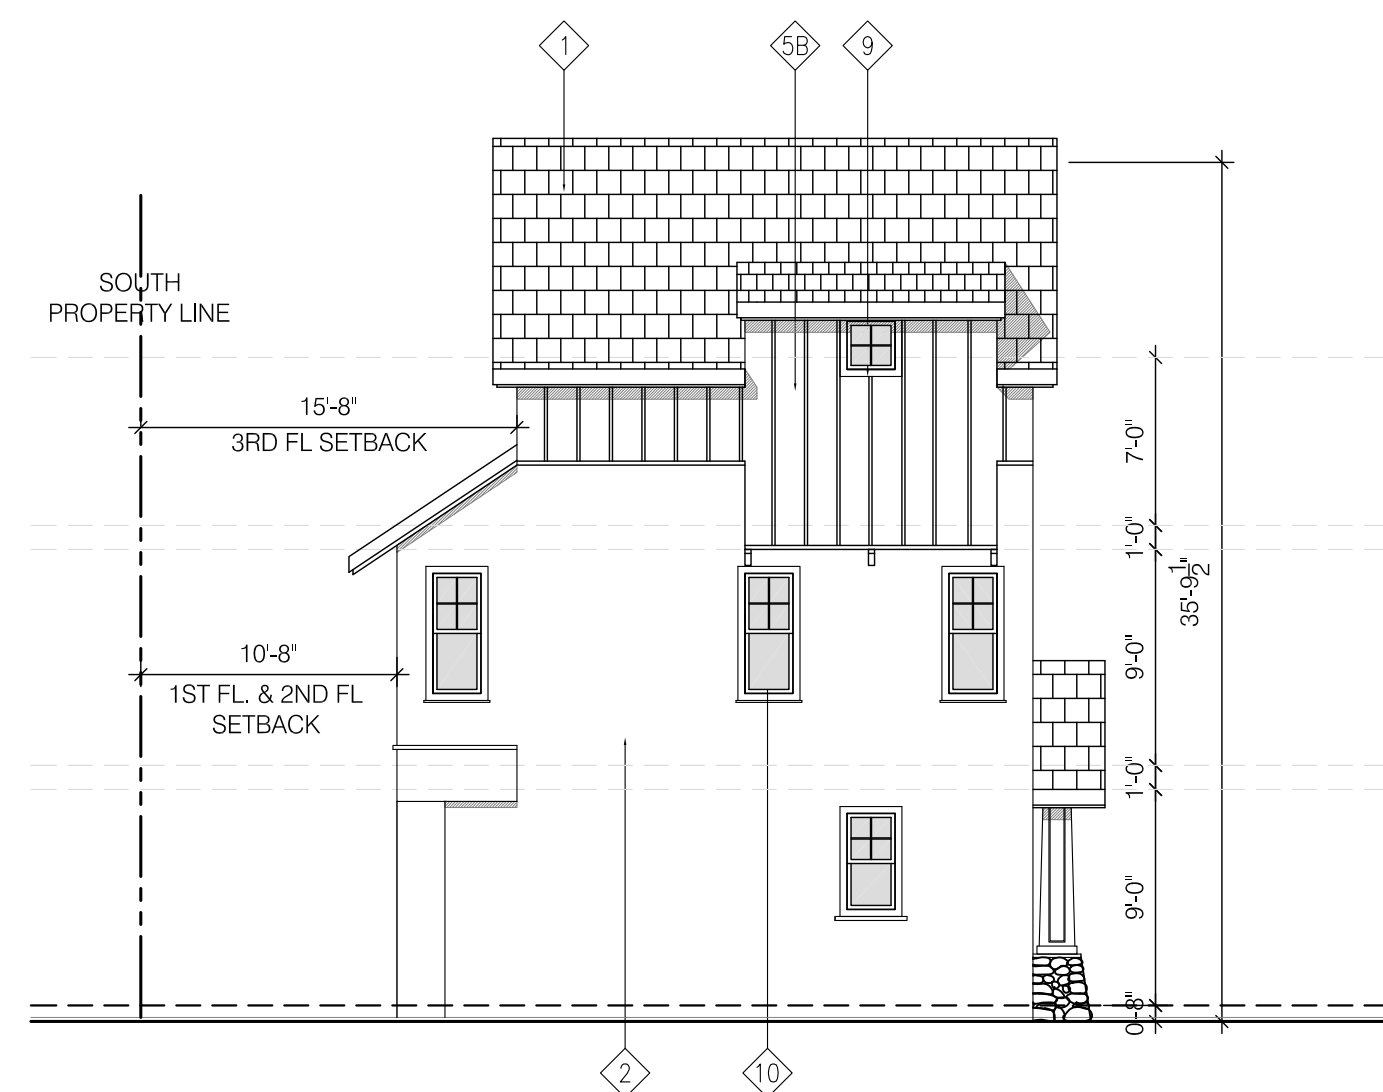 1
5B
9
SOUTH
PROPERTY LINE
15'-8"
3RD FL SETBACK
7'-0"
1'-0"
35'-9 1/2"
10'-8"
1ST FL. & 2ND FL
SETBACK
9'-0"
1'-0"
9'-0"
0-8"
2
10